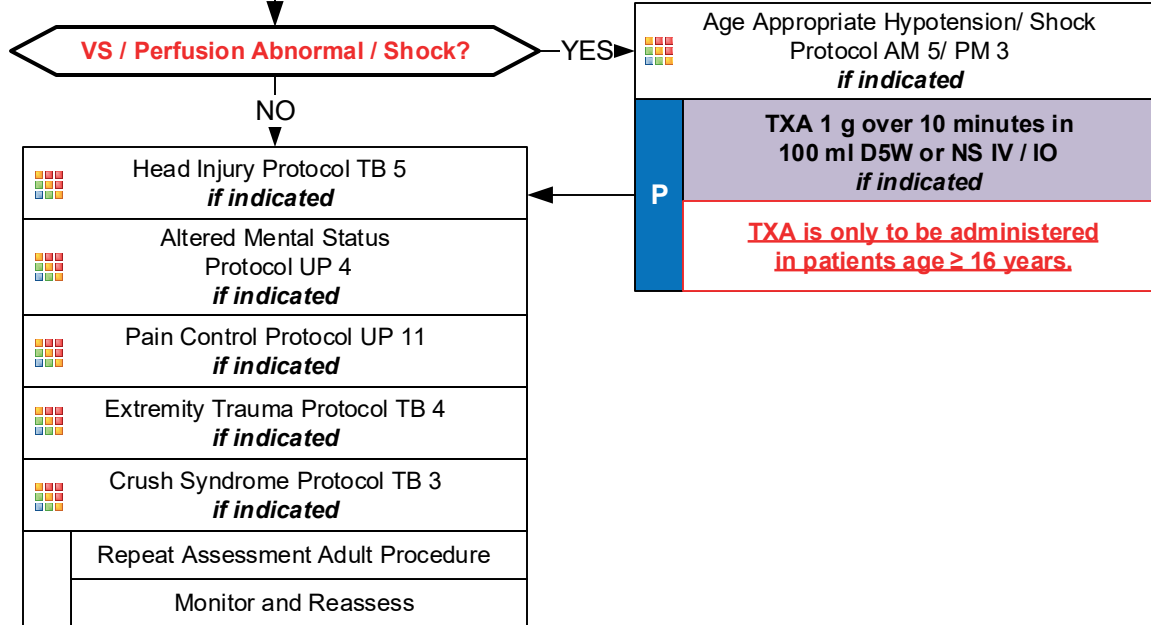 VS / Perfusion Abnormal / Shock?
YES
Age Appropriate Hypotension/ Shock
Protocol AM 5/ PM 3
if indicated
P
TXA 1 g over 10 minutes in
100 ml D5W or NS IV / IO
if indicated
TXA is only to be administered
in patients age ≥ 16 years.
NO
Head Injury Protocol TB 5
if indicated
Altered Mental Status
Protocol UP 4
if indicated
Pain Control Protocol UP 11
if indicated
Extremity Trauma Protocol TB 4
if indicated
Crush Syndrome Protocol TB 3
if indicated
Repeat Assessment Adult Procedure
Monitor and Reassess